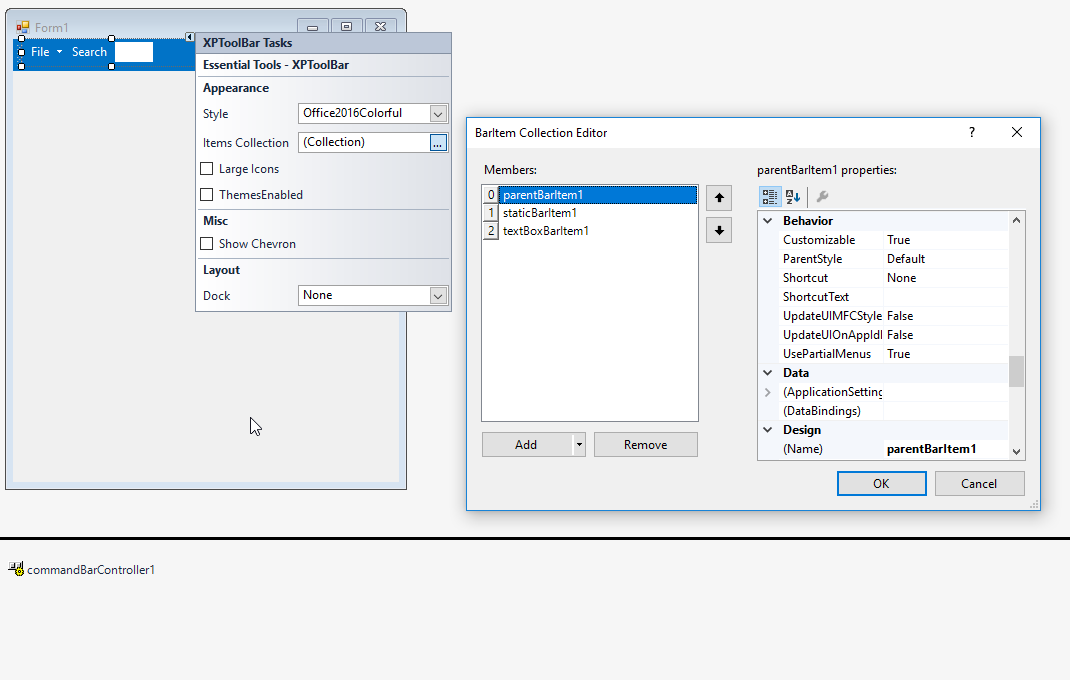 Form1
File Search
XPToolBar Tasks
Essential Tools - XPToolBar
Appearance
Style Office2016Colorful
Items Collection (Collection) ...
Large Icons
ThemesEnabled
Misc
Show Chevron
Layout
Dock None
BarItem Collection Editor ?
Members:
0 parentBarItem1
1 staticBarItem1
2 textBoxBarItem1
Add Remove
parentBarItem1 properties:
Behavior
Customizable True
ParentStyle Default
Shortcut None
ShortcutText
UpdateUIMFCStyle False
UpdateUIOnAppIdl False
UsePartialMenus True
Data
(ApplicationSetting
(DataBindings)
Design
(Name) parentBarItem1
OK Cancel
commandBarController1